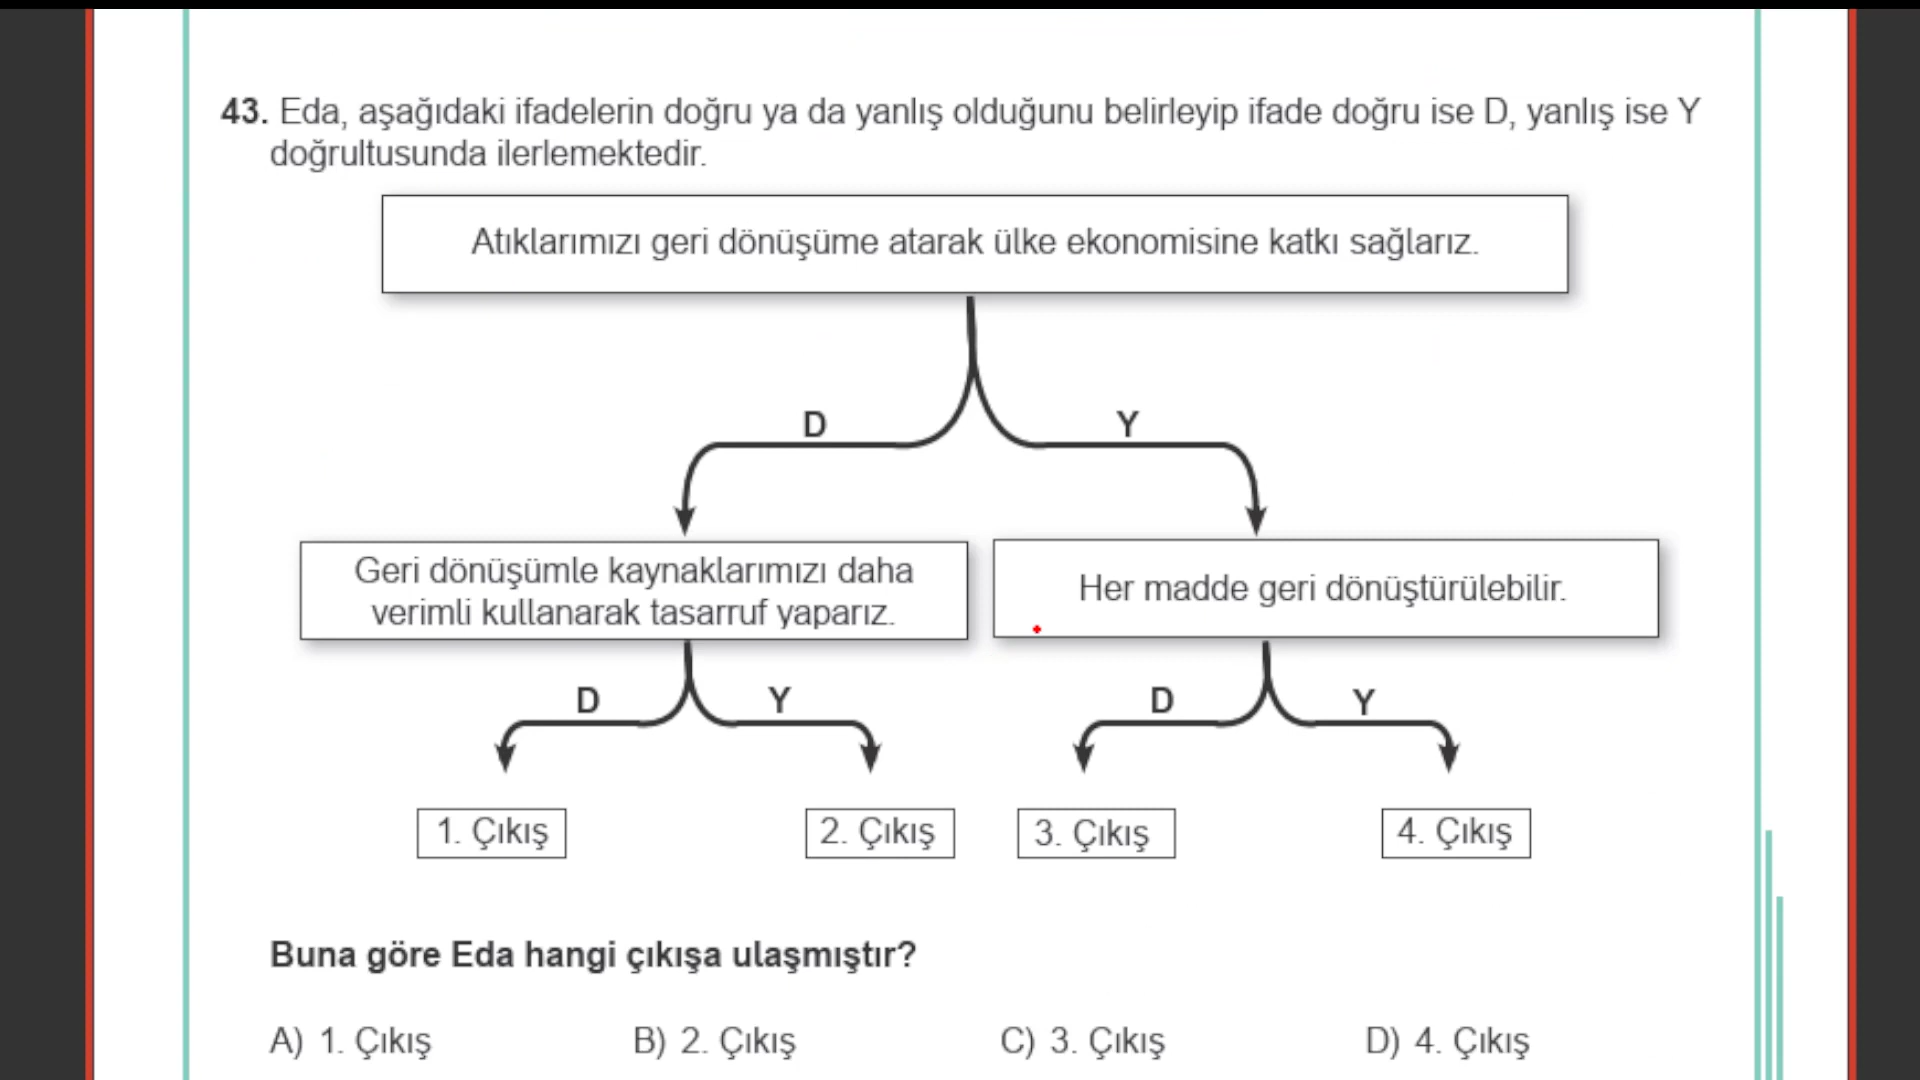 43. Eda, aşağıdaki ifadelerin doğru ya da yanlış olduğunu belirleyip ifade doğru ise D, yanlış ise Y
doğrultusunda ilerlemektedir.
Atıklarımızı geri dönüşüme atarak ülke ekonomisine katkı sağlarız.
D
Y
Geri dönüşümle kaynaklarımızı daha
verimli kullanarak tasarruf yaparız.
Her madde geri dönüştürülebilir.
D
Y
D
Y
1. Çıkış
2. Çıkış
3. Çıkış
4. Çıkış
Buna göre Eda hangi çıkışa ulaşmıştır?
A) 1. Çıkış
B) 2. Çıkış
C) 3. Çıkış
D) 4. Çıkış